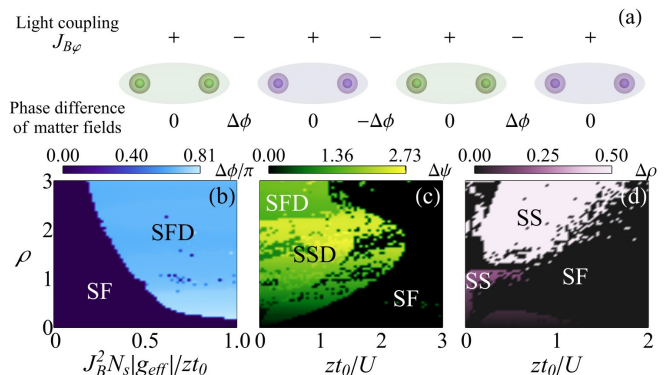 Light coupling (a)
J_{Bφ} + − + − + − +
Phase difference
of matter fields 0 Δϕ 0 −Δϕ 0 Δϕ 0
0.00 0.40 0.81 0.00 1.36 2.73 0.00 0.25 0.50
Δϕ/π Δψ Δρ
3 (b) (c) (d)
SFD SFD SS
2
ρ SSD
1 SF SF SS SF
0
0.0 0.5 1.0 0 1 2 3 0 1 2
J_B^2 N_s|g_{eff}|/zt_0 zt_0/U zt_0/U